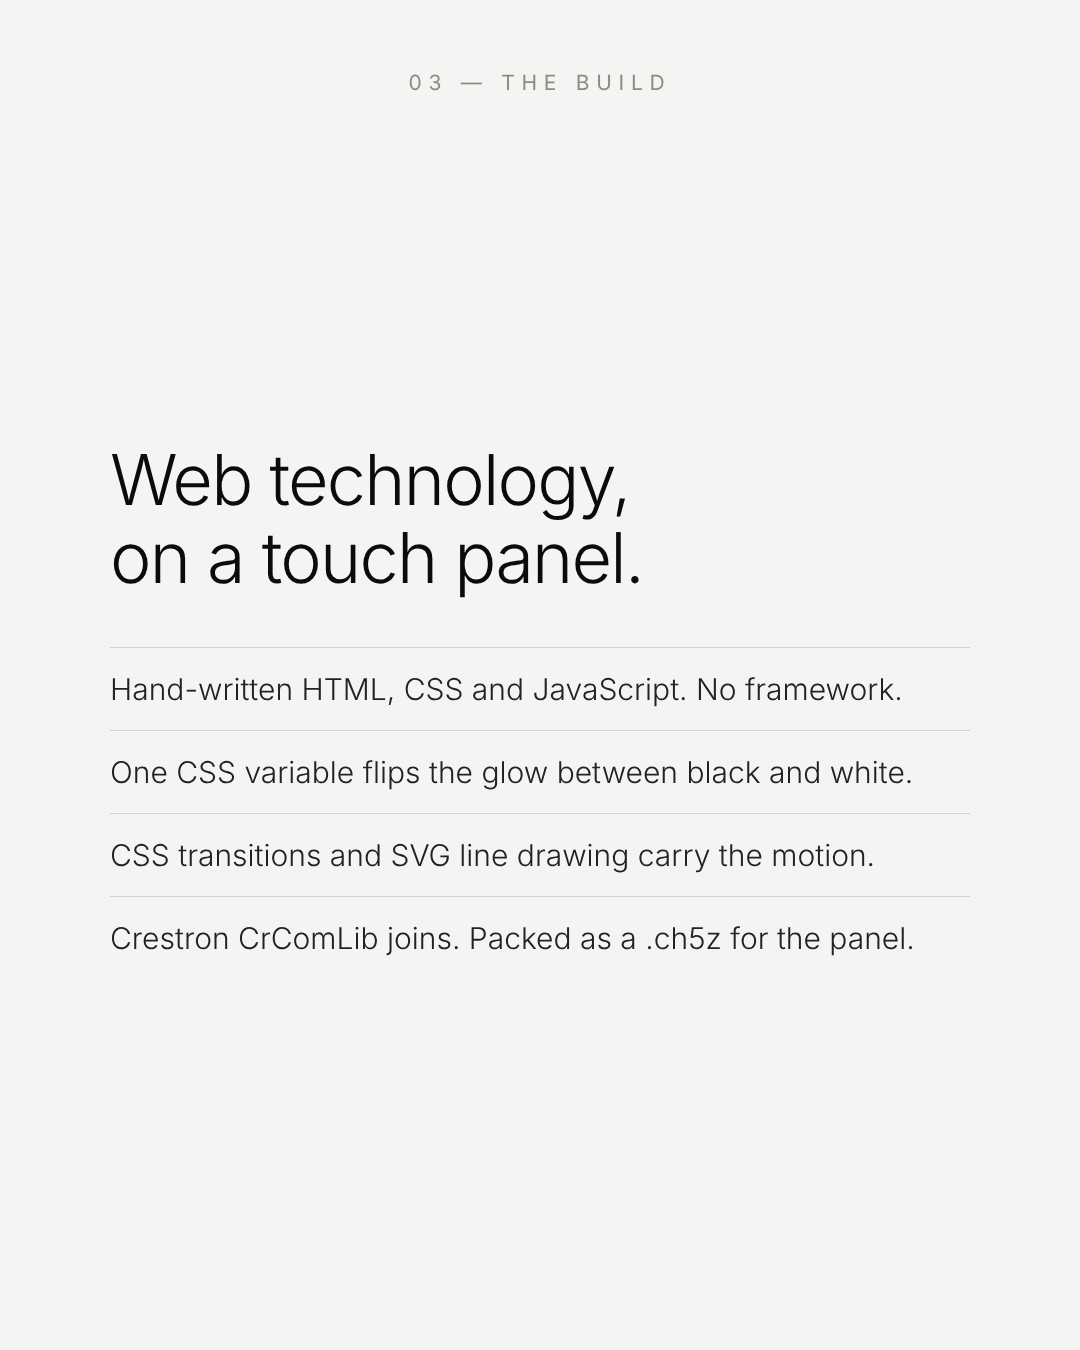 03 — THE BUILD
Web technology,
on a touch panel.
Hand-written HTML, CSS and JavaScript. No framework.
One CSS variable flips the glow between black and white.
CSS transitions and SVG line drawing carry the motion.
Crestron CrComLib joins. Packed as a .ch5z for the panel.